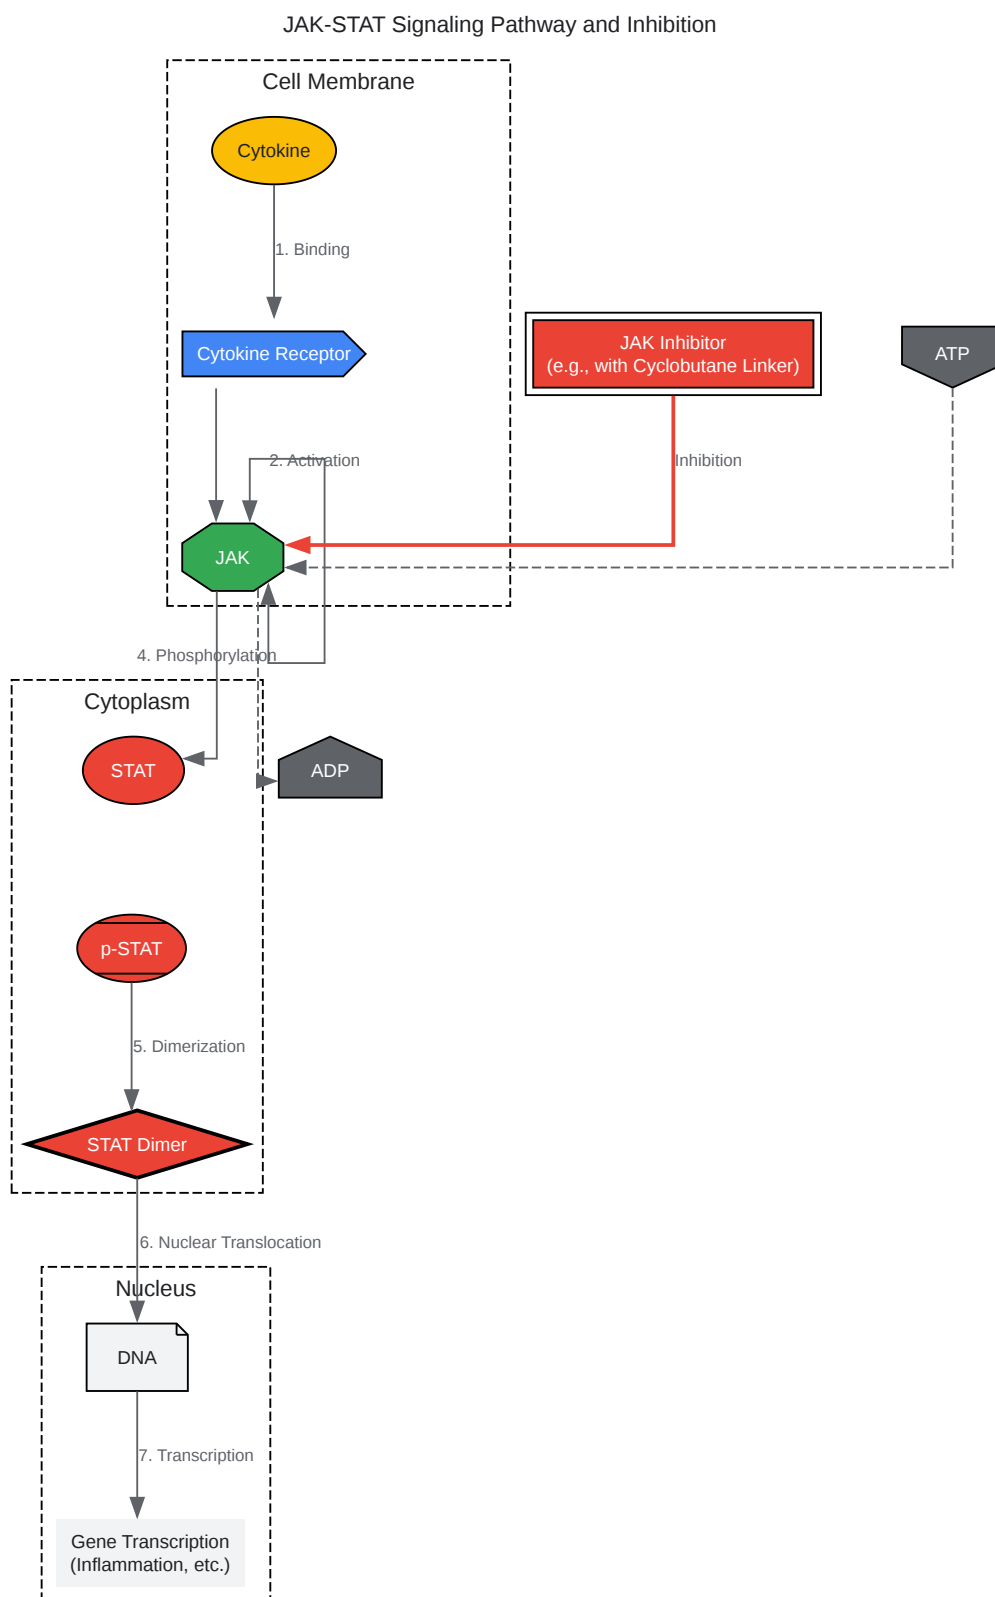 JAK-STAT Signaling Pathway and Inhibition
Cell Membrane
Cytokine
1. Binding
Cytokine Receptor
JAK Inhibitor
(e.g., with Cyclobutane Linker)
ATP
2. Activation
Inhibition
JAK
4. Phosphorylation
Cytoplasm
STAT
ADP
p-STAT
5. Dimerization
STAT Dimer
6. Nuclear Translocation
Nucleus
DNA
7. Transcription
Gene Transcription
(Inflammation, etc.)